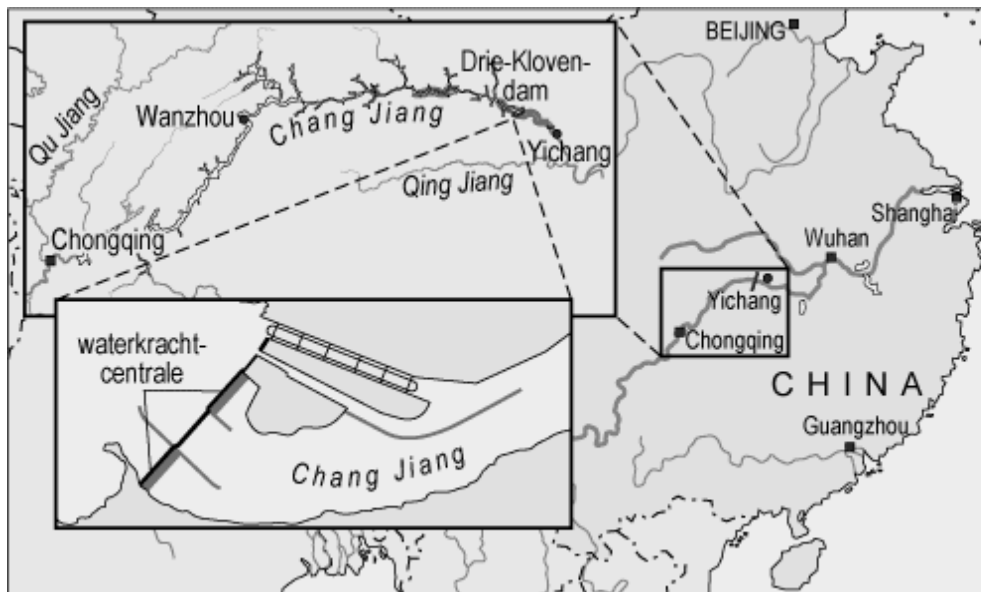 BEIJING
Drie-Kloven-
dam
Qu Jiang
Wanzhou
Chang Jiang
Yichang
Qing Jiang
Chongqing
Shanghai
Wuhan
Yichang
Chongqing
waterkracht-
centrale
CHINA
Guangzhou
Chang Jiang